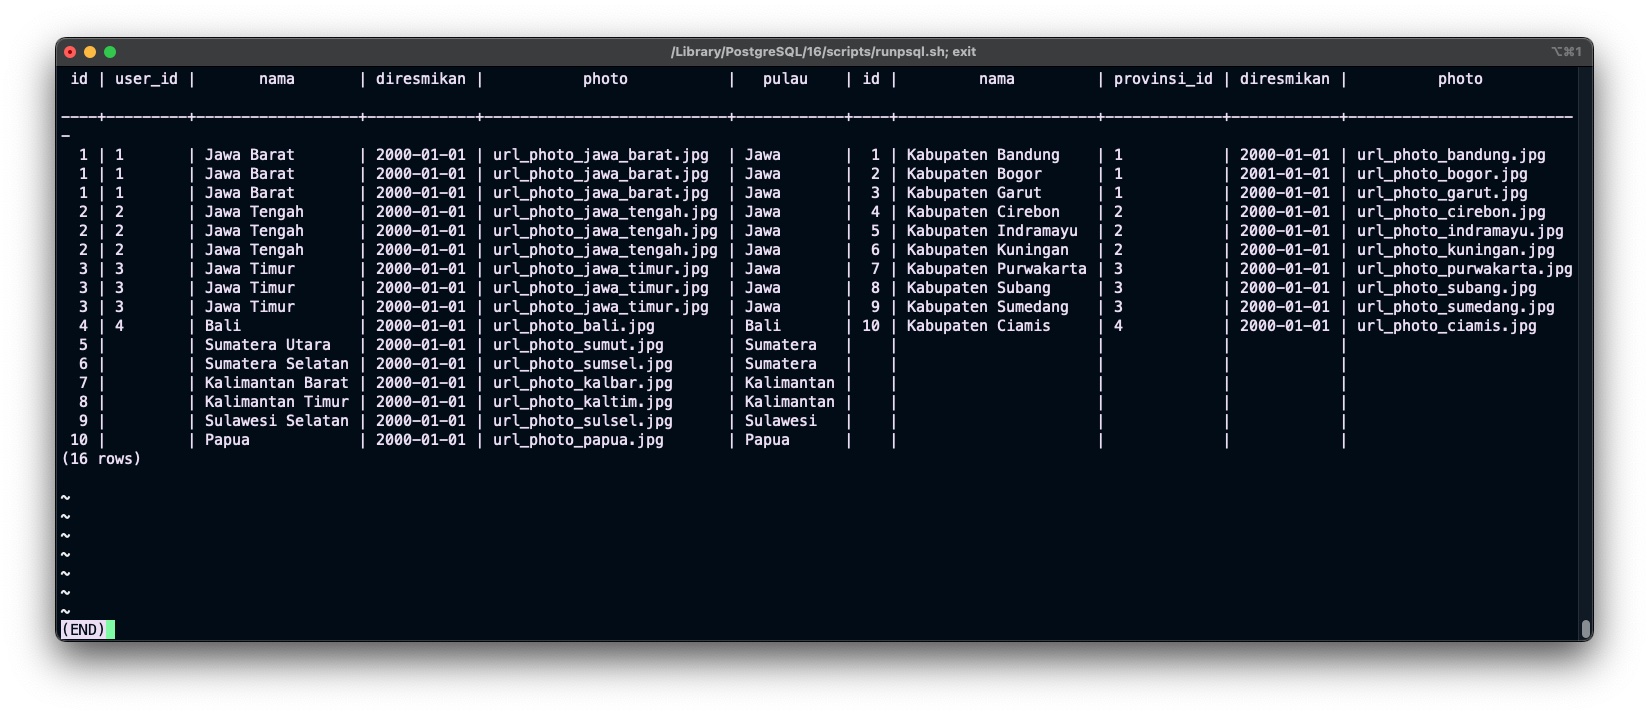 /Library/PostgreSQL/16/scripts/runpsql.sh; exit
⌥⌘1
 id | user_id |       nama       | diresmikan |           photo           |   pulau    | id |         nama         | provinsi_id | diresmikan |          photo
----+---------+------------------+------------+---------------------------+------------+----+----------------------+-------------+------------+-------------------------
-
  1 | 1       | Jawa Barat       | 2000-01-01 | url_photo_jawa_barat.jpg  | Jawa       |  1 | Kabupaten Bandung    | 1           | 2000-01-01 | url_photo_bandung.jpg
  1 | 1       | Jawa Barat       | 2000-01-01 | url_photo_jawa_barat.jpg  | Jawa       |  2 | Kabupaten Bogor      | 1           | 2001-01-01 | url_photo_bogor.jpg
  1 | 1       | Jawa Barat       | 2000-01-01 | url_photo_jawa_barat.jpg  | Jawa       |  3 | Kabupaten Garut      | 1           | 2000-01-01 | url_photo_garut.jpg
  2 | 2       | Jawa Tengah      | 2000-01-01 | url_photo_jawa_tengah.jpg | Jawa       |  4 | Kabupaten Cirebon    | 2           | 2000-01-01 | url_photo_cirebon.jpg
  2 | 2       | Jawa Tengah      | 2000-01-01 | url_photo_jawa_tengah.jpg | Jawa       |  5 | Kabupaten Indramayu  | 2           | 2000-01-01 | url_photo_indramayu.jpg
  2 | 2       | Jawa Tengah      | 2000-01-01 | url_photo_jawa_tengah.jpg | Jawa       |  6 | Kabupaten Kuningan   | 2           | 2000-01-01 | url_photo_kuningan.jpg
  3 | 3       | Jawa Timur       | 2000-01-01 | url_photo_jawa_timur.jpg  | Jawa       |  7 | Kabupaten Purwakarta | 3           | 2000-01-01 | url_photo_purwakarta.jpg
  3 | 3       | Jawa Timur       | 2000-01-01 | url_photo_jawa_timur.jpg  | Jawa       |  8 | Kabupaten Subang     | 3           | 2000-01-01 | url_photo_subang.jpg
  3 | 3       | Jawa Timur       | 2000-01-01 | url_photo_jawa_timur.jpg  | Jawa       |  9 | Kabupaten Sumedang   | 3           | 2000-01-01 | url_photo_sumedang.jpg
  4 | 4       | Bali             | 2000-01-01 | url_photo_bali.jpg        | Bali       | 10 | Kabupaten Ciamis     | 4           | 2000-01-01 | url_photo_ciamis.jpg
  5 |         | Sumatera Utara   | 2000-01-01 | url_photo_sumut.jpg       | Sumatera   |    |                      |             |            |
  6 |         | Sumatera Selatan | 2000-01-01 | url_photo_sumsel.jpg      | Sumatera   |    |                      |             |            |
  7 |         | Kalimantan Barat | 2000-01-01 | url_photo_kalbar.jpg      | Kalimantan |    |                      |             |            |
  8 |         | Kalimantan Timur | 2000-01-01 | url_photo_kaltim.jpg      | Kalimantan |    |                      |             |            |
  9 |         | Sulawesi Selatan | 2000-01-01 | url_photo_sulsel.jpg      | Sulawesi   |    |                      |             |            |
 10 |         | Papua            | 2000-01-01 | url_photo_papua.jpg       | Papua      |    |                      |             |            |
(16 rows)
~
~
~
~
~
~
~
(END)